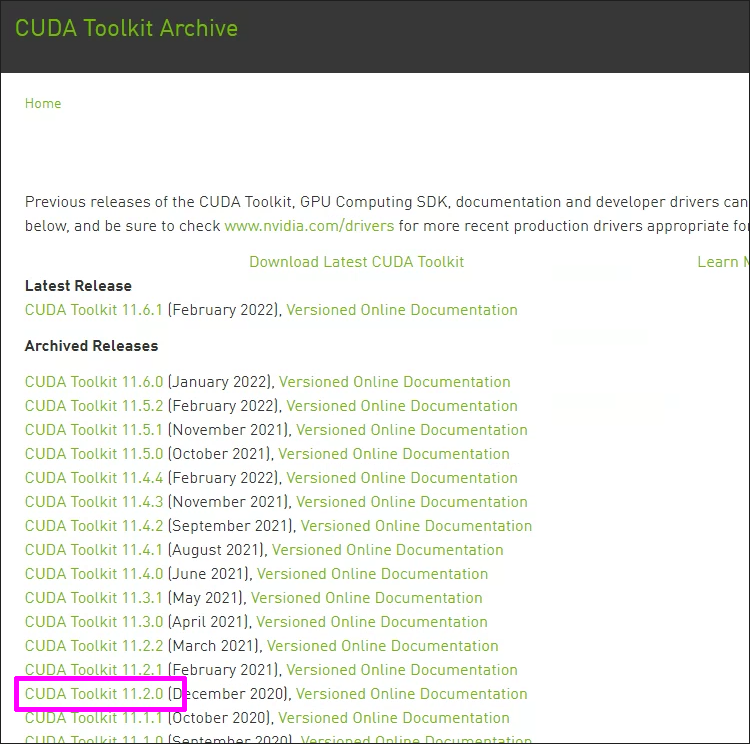 CUDA Toolkit Archive
Home
Previous releases of the CUDA Toolkit, GPU Computing SDK, documentation and developer drivers can
below, and be sure to check www.nvidia.com/drivers for more recent production drivers appropriate for
Download Latest CUDA Toolkit Learn
Latest Release
CUDA Toolkit 11.6.1 (February 2022), Versioned Online Documentation
Archived Releases
CUDA Toolkit 11.6.0 (January 2022), Versioned Online Documentation
CUDA Toolkit 11.5.2 (February 2022), Versioned Online Documentation
CUDA Toolkit 11.5.1 (November 2021), Versioned Online Documentation
CUDA Toolkit 11.5.0 (October 2021), Versioned Online Documentation
CUDA Toolkit 11.4.4 (February 2022), Versioned Online Documentation
CUDA Toolkit 11.4.3 (November 2021), Versioned Online Documentation
CUDA Toolkit 11.4.2 (September 2021), Versioned Online Documentation
CUDA Toolkit 11.4.1 (August 2021), Versioned Online Documentation
CUDA Toolkit 11.4.0 (June 2021), Versioned Online Documentation
CUDA Toolkit 11.3.1 (May 2021), Versioned Online Documentation
CUDA Toolkit 11.3.0 (April 2021), Versioned Online Documentation
CUDA Toolkit 11.2.2 (March 2021), Versioned Online Documentation
CUDA Toolkit 11.2.1 (February 2021), Versioned Online Documentation
CUDA Toolkit 11.2.0 (December 2020), Versioned Online Documentation
CUDA Toolkit 11.1.1 (October 2020), Versioned Online Documentation
CUDA Toolkit 11.1.0 (September 2020), Versioned Online Documentation